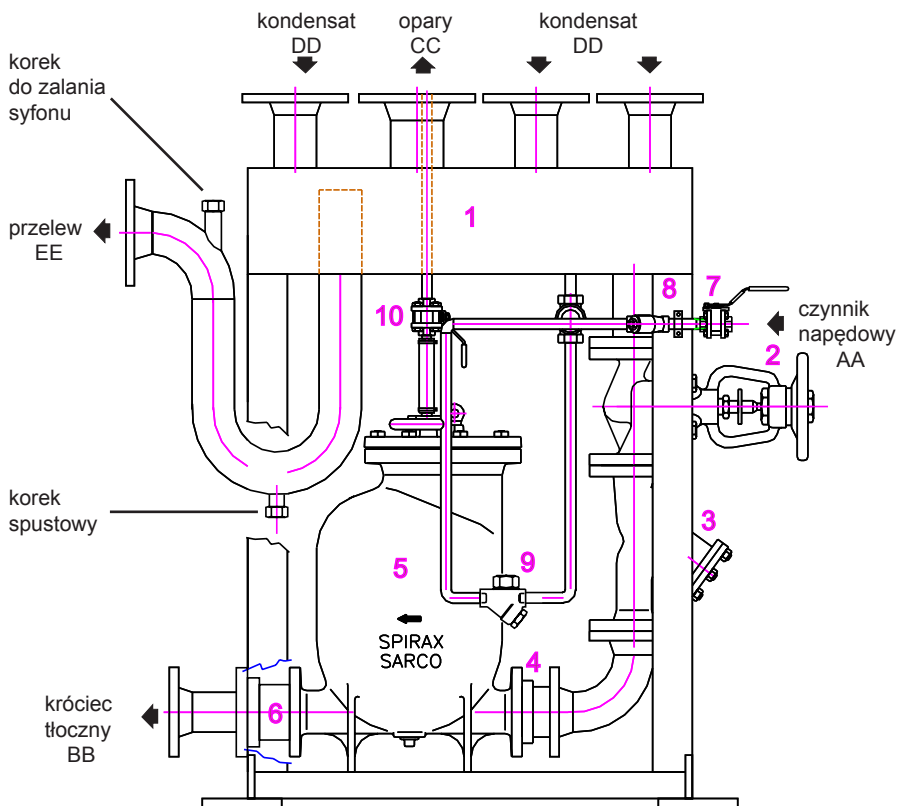 kondensat
DD
opary
CC
kondensat
DD
korek
do zalania
syfonu
1
przelew
EE
10
8
7
czynnik
napędowy
AA
2
korek
spustowy
3
5
9
SPIRAX
SARCO
4
6
króciec
tłoczny
BB